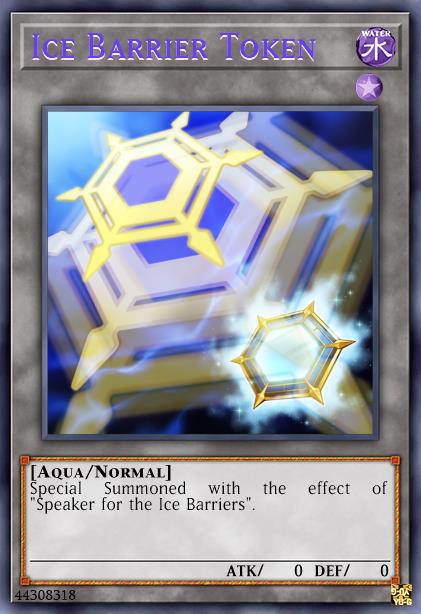 Ice Barrier Token
WATER
水
[Aqua/Normal]
Special Summoned with the effect of
"Speaker for the Ice Barriers".
ATK/ 0 DEF/ 0
44308318